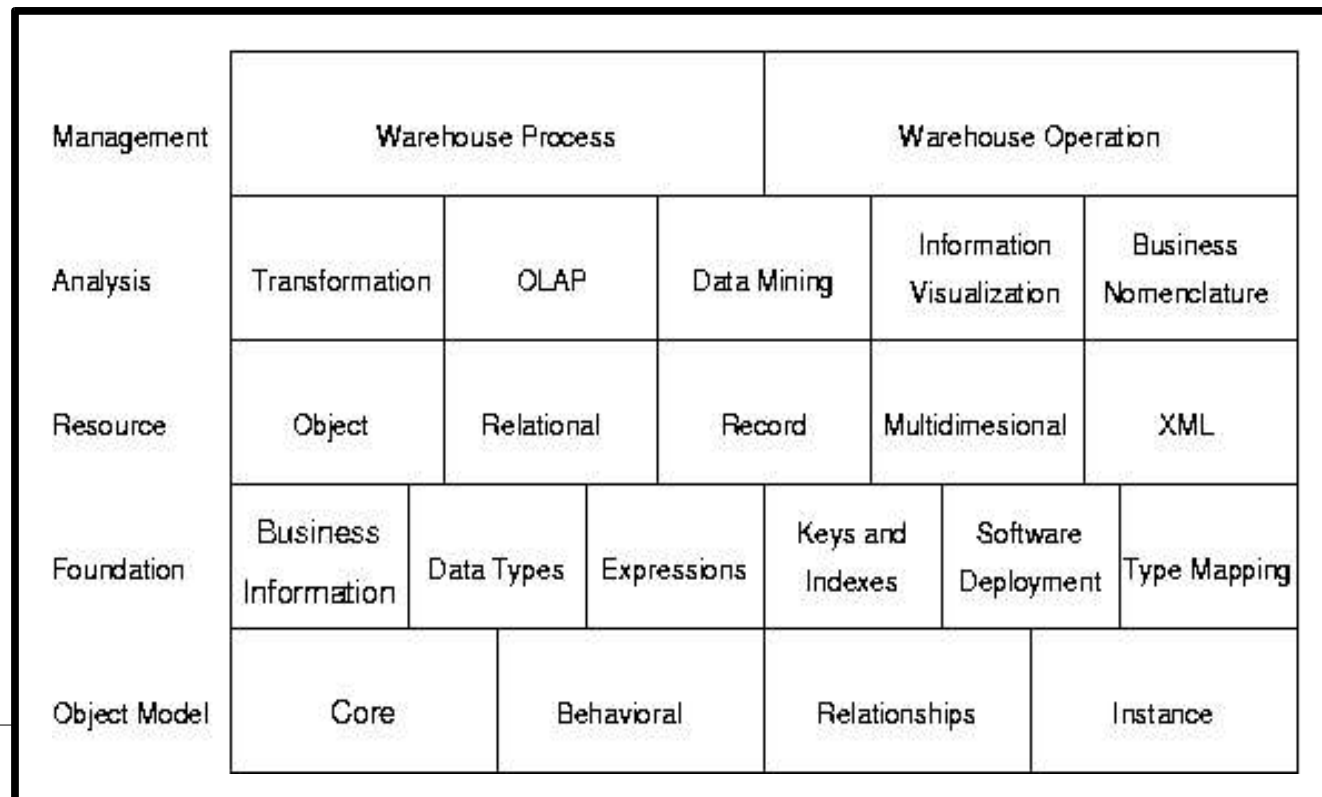 Management
Warehouse Process
Warehouse Operation
Analysis
Transformation
OLAP
Data Mining
Information
Visualization
Business
Nomenclature
Resource
Object
Relational
Record
Multidimesional
XML
Foundation
Business
Information
Data Types
Expressions
Keys and
Indexes
Software
Deployment
Type Mapping
Object Model
Core
Behavioral
Relationships
Instance